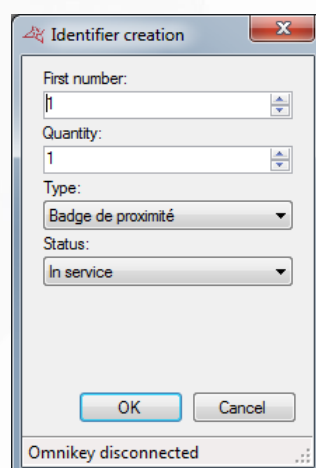 Identifier creation
First number:
1
Quantity:
1
Type:
Badge de proximité
Status:
In service
OK Cancel
Omnikey disconnected